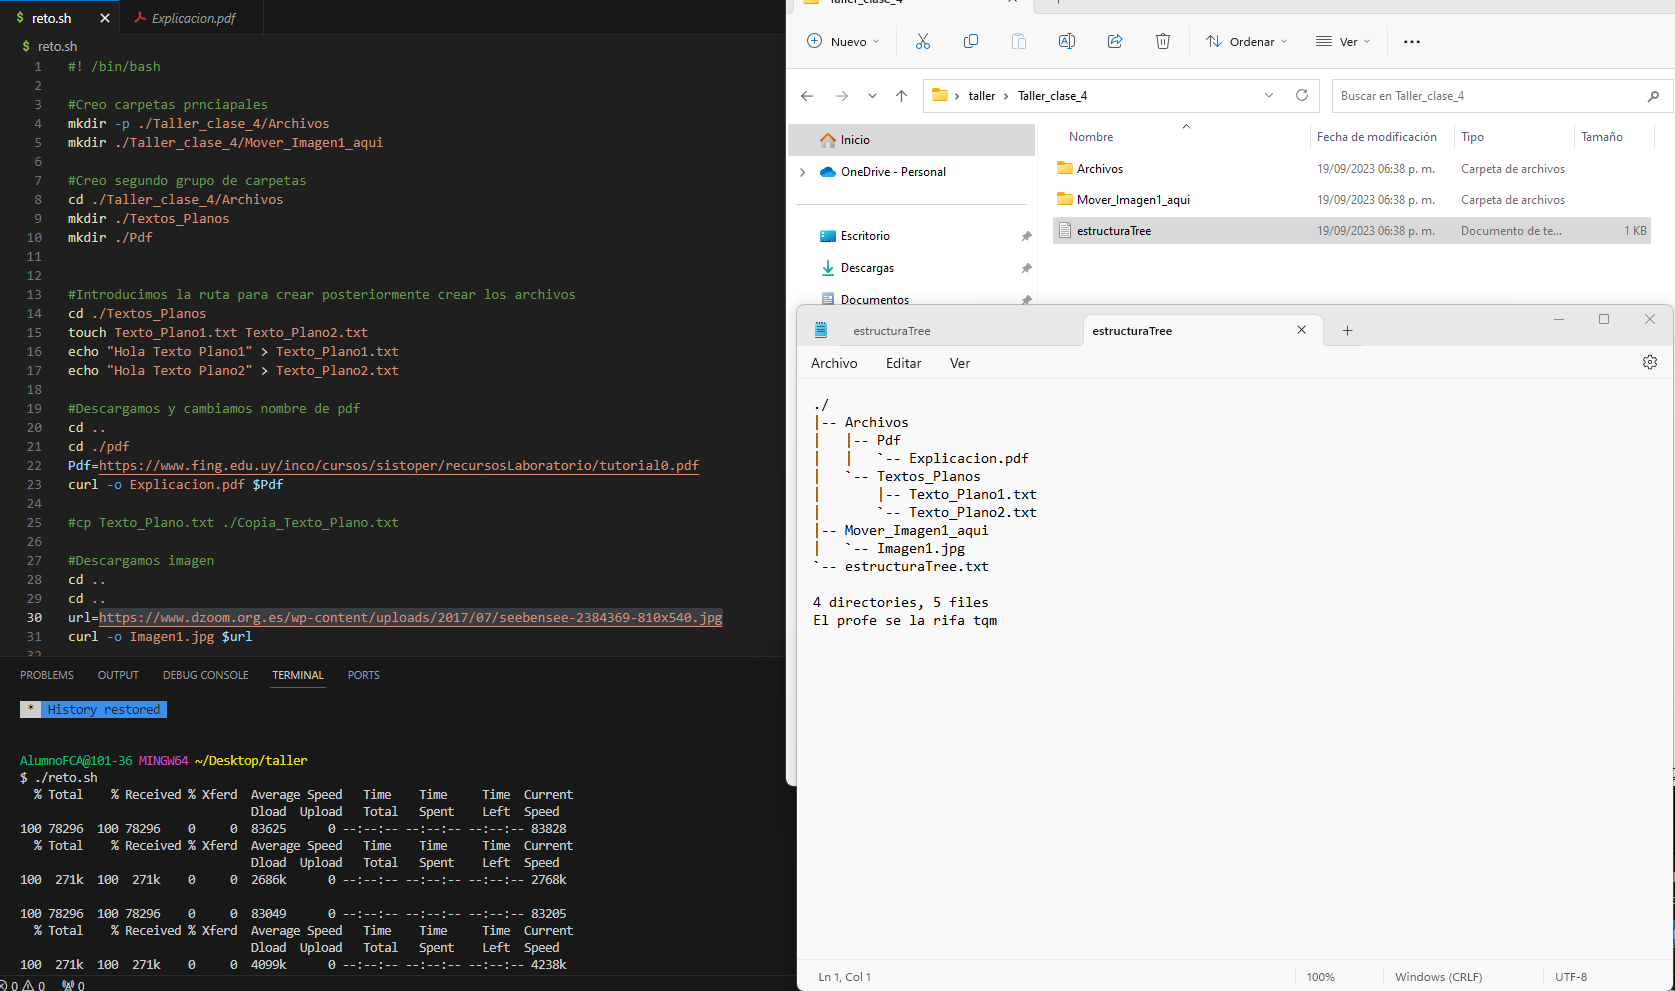 reto.sh
Explicacion.pdf
reto.sh
1 #! /bin/bash
2
3 #Creo carpetas prnciapales
4 mkdir -p ./Taller_clase_4/Archivos
5 mkdir ./Taller_clase_4/Mover_Imagen1_aqui
6
7 #Creo segundo grupo de carpetas
8 cd ./Taller_clase_4/Archivos
9 mkdir ./Textos_Planos
10 mkdir ./Pdf
11
12
13 #Introducimos la ruta para crear posteriormente crear los archivos
14 cd ./Textos_Planos
15 touch Texto_Plano1.txt Texto_Plano2.txt
16 echo "Hola Texto Plano1" > Texto_Plano1.txt
17 echo "Hola Texto Plano2" > Texto_Plano2.txt
18
19 #Descargamos y cambiamos nombre de pdf
20 cd ..
21 cd ./pdf
22 Pdf=https://www.fing.edu.uy/inco/cursos/sistoper/recursosLaboratorio/tutorial0.pdf
23 curl -o Explicacion.pdf $Pdf
24
25 #cp Texto_Plano.txt ./Copia_Texto_Plano.txt
26
27 #Descargamos imagen
28 cd ..
29 cd ..
30 url=https://www.dzoom.org.es/wp-content/uploads/2017/07/seebensee-2384369-810x540.jpg
31 curl -o Imagen1.jpg $url
32
PROBLEMS OUTPUT DEBUG CONSOLE TERMINAL PORTS
* History restored
AlumnoFCA@101-36 MINGW64 ~/Desktop/taller
$ ./reto.sh
% Total % Received % Xferd Average Speed Time Time Time Current
Dload Upload Total Spent Left Speed
100 78296 100 78296 0 0 83625 0 --:--:-- --:--:-- --:--:-- 83828
% Total % Received % Xferd Average Speed Time Time Time Current
Dload Upload Total Spent Left Speed
100 271k 100 271k 0 0 2686k 0 --:--:-- --:--:-- --:--:-- 2768k
100 78296 100 78296 0 0 83049 0 --:--:-- --:--:-- --:--:-- 83205
% Total % Received % Xferd Average Speed Time Time Time Current
Dload Upload Total Spent Left Speed
100 271k 100 271k 0 0 4099k 0 --:--:-- --:--:-- --:--:-- 4238k
0 0 0
Taller_clase_4
Nuevo Ordenar Ver
taller > Taller_clase_4
Buscar en Taller_clase_4
Inicio
OneDrive - Personal
Escritorio
Descargas
Documentos
Nombre Fecha de modificación Tipo Tamaño
Archivos 19/09/2023 06:38 p. m. Carpeta de archivos
Mover_Imagen1_aqui 19/09/2023 06:38 p. m. Carpeta de archivos
estructuraTree 19/09/2023 06:38 p. m. Documento de te... 1 KB
estructuraTree
estructuraTree
Archivo Editar Ver
./
|-- Archivos
|   |-- Pdf
|   |   `-- Explicacion.pdf
|   `-- Textos_Planos
|       |-- Texto_Plano1.txt
|       `-- Texto_Plano2.txt
|-- Mover_Imagen1_aqui
|   `-- Imagen1.jpg
`-- estructuraTree.txt
4 directories, 5 files
El profe se la rifa tqm
Ln 1, Col 1
100%
Windows (CRLF)
UTF-8